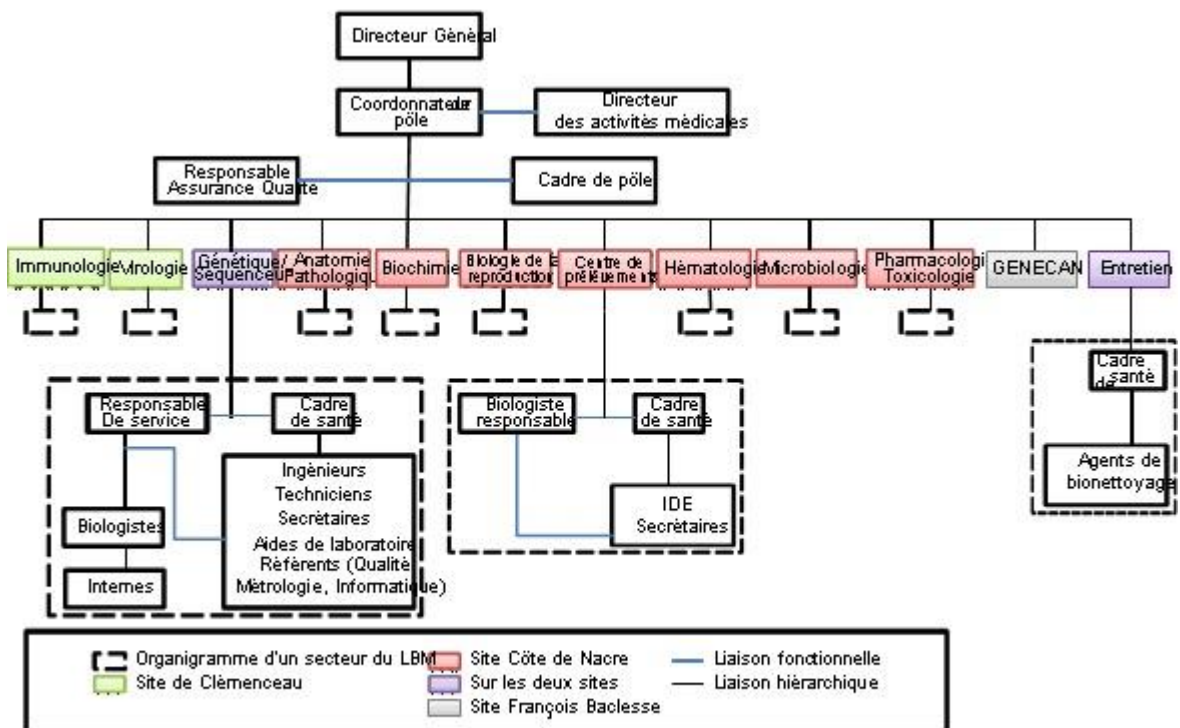 Directeur Général
Coordonnateur de
pôle
Directeur
des activités médicales
Responsable
Assurance Qualité
Cadre de pôle
Immunologie
Virologie
Génétique
Séquenceur
/ Anatomie
Pathologiq
Biochimie
Biologie de la
reproduction
Centre de
prélèvements
Hématologie
Microbiologie
Pharmacologi
Toxicologie
GENECAN
Entretien
Responsable
De service
Cadre
de santé
Ingénieurs
Techniciens
Secrétaires
Aides de laboratoire
Référents (Qualité
Métrologie, Informatique)
Biologistes
Internes
Biologiste
responsable
Cadre
de santé
IDE
Secrétaires
Cadre
de santé
Agents de
bionettoyage
Organigramme d'un secteur du LBM
Site Côte de Nacre
Liaison fonctionnelle
Site de Clémenceau
Sur les deux sites
Liaison hiérarchique
Site François Baclesse